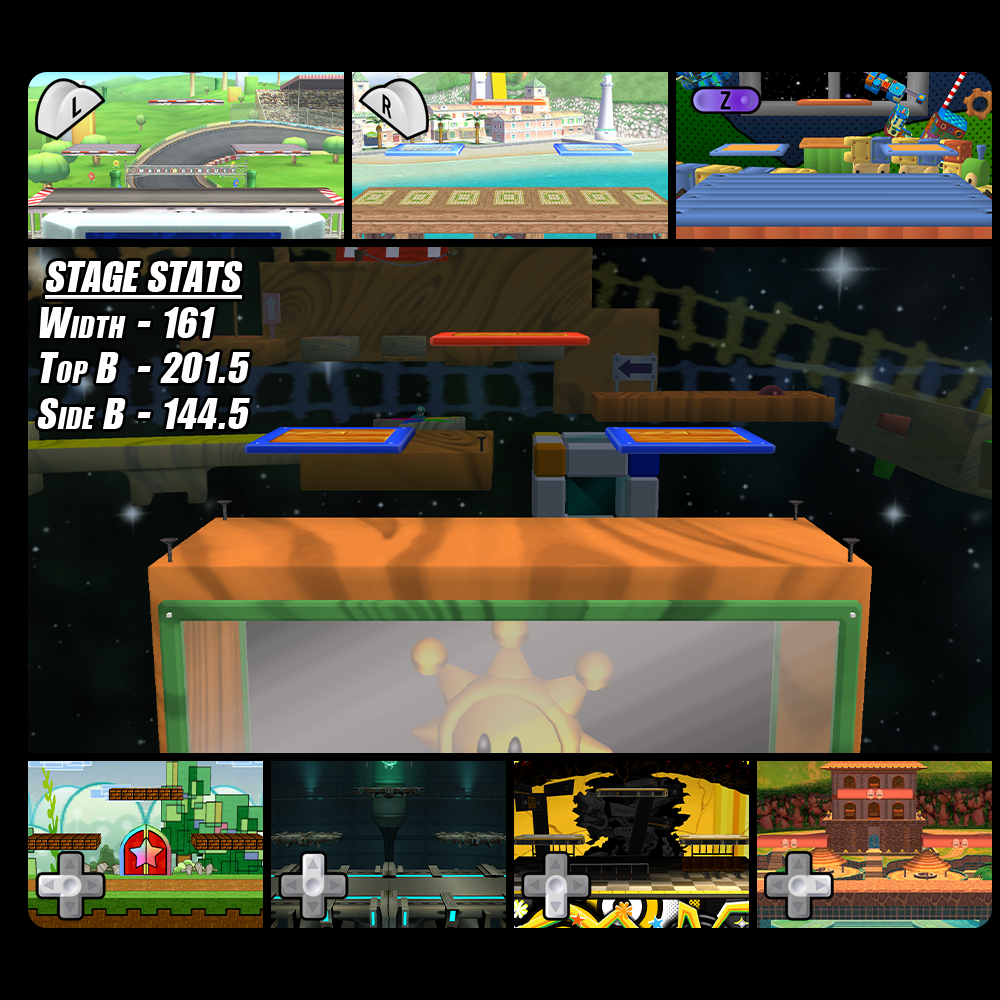 L
R
Z
STAGE STATS
WIDTH - 161
TOP B - 201.5
SIDE B - 144.5